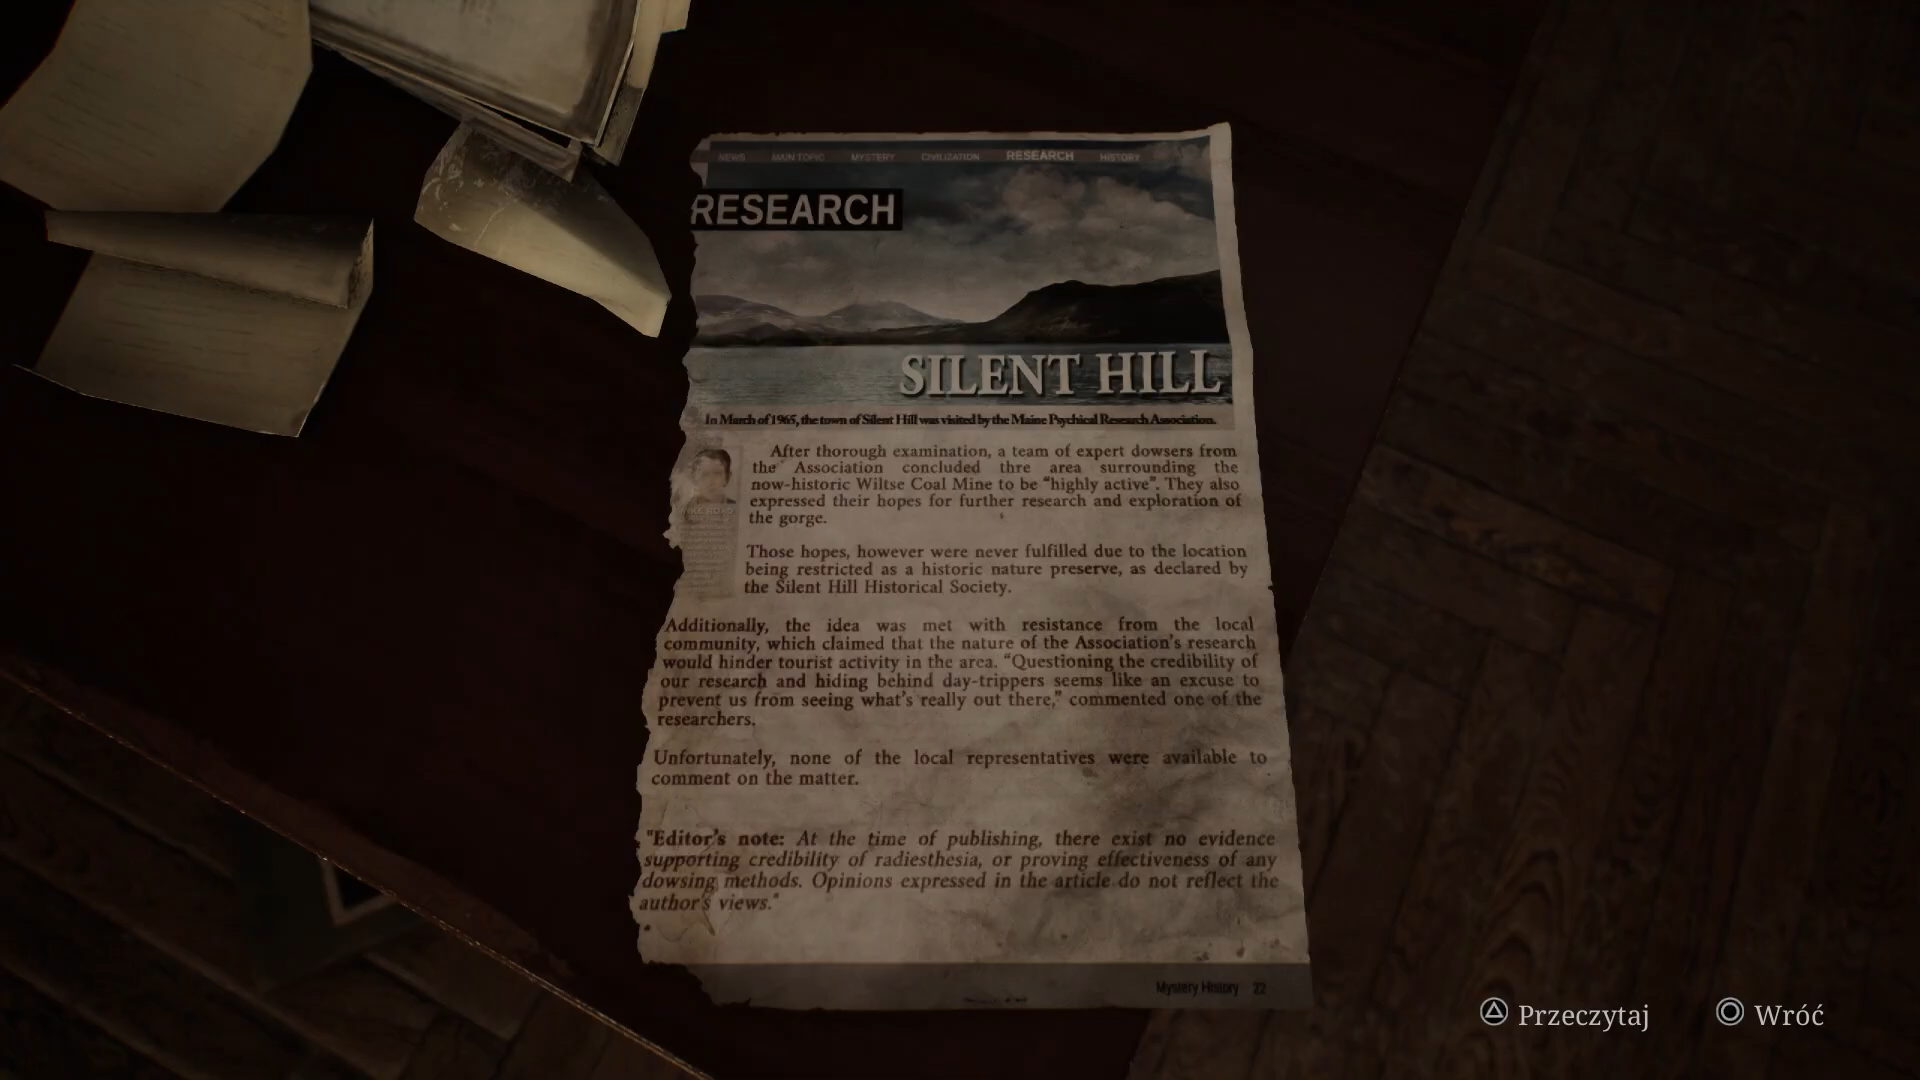 NEWS MAIN TOPIC MYSTERY CIVILIZATION RESEARCH HISTORY
RESEARCH
SILENT HILL
In March of 1965, the town of Silent Hill was visited by the Maine Psychical Research Association.
After thorough examination, a team of expert dowsers from
the Association concluded thre area surrounding the
now-historic Wiltse Coal Mine to be "highly active". They also
expressed their hopes for further research and exploration of
the gorge.
Those hopes, however were never fulfilled due to the location
being restricted as a historic nature preserve, as declared by
the Silent Hill Historical Society.
Additionally, the idea was met with resistance from the local
community, which claimed that the nature of the Association's research
would hinder tourist activity in the area. "Questioning the credibility of
our research and hiding behind day-trippers seems like an excuse to
prevent us from seeing what's really out there," commented one of the
researchers.
Unfortunately, none of the local representatives were available to
comment on the matter.
"Editor's note: At the time of publishing, there exist no evidence
supporting credibility of radiesthesia, or proving effectiveness of any
dowsing methods. Opinions expressed in the article do not reflect the
author's views."
Mystery History 22
Przeczytaj
Wróć